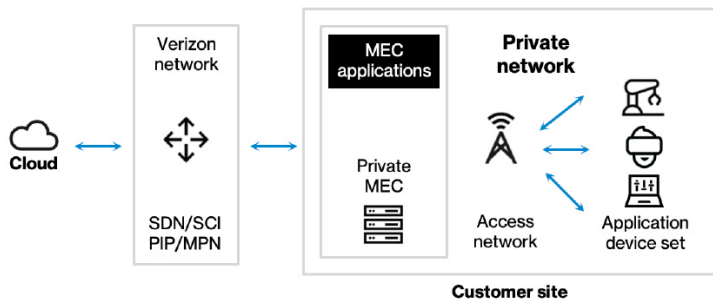 Cloud
Verizon
network
SDN/SCI
PIP/MPN
MEC
applications
Private
MEC
Private
network
Access
network
Application
device set
Customer site